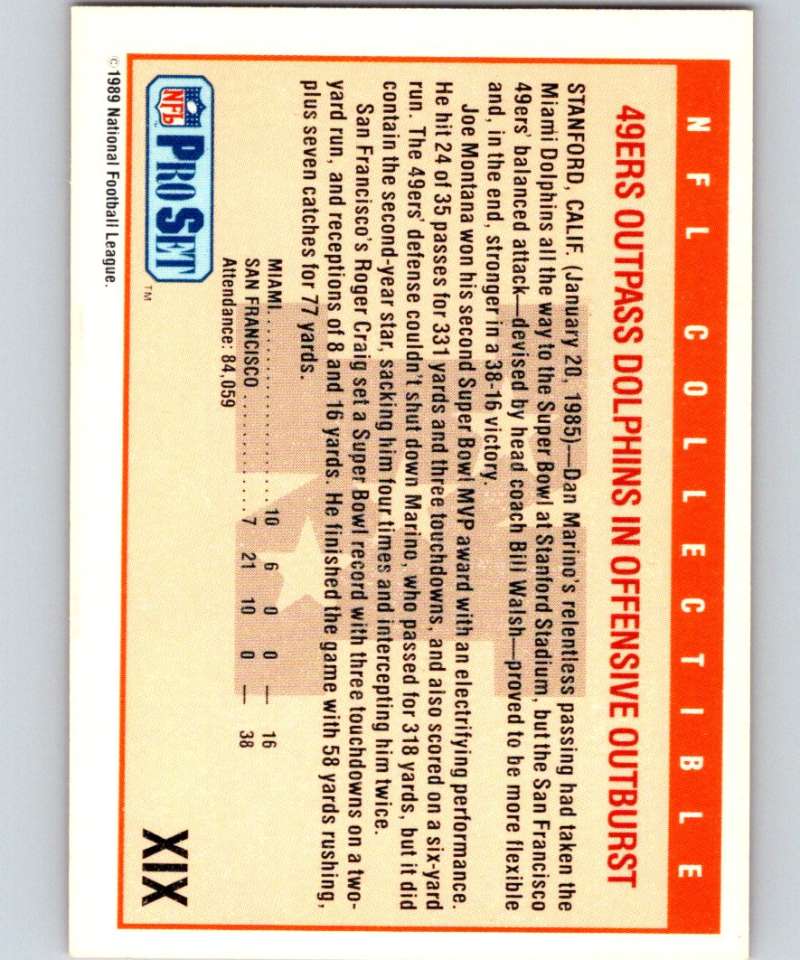 NFL COLLECTIBLE
49ERS OUTPASS DOLPHINS IN OFFENSIVE OUTBURST
STANFORD, CALIF. (January 20, 1985)—Dan Marino's relentless passing had taken the
Miami Dolphins all the way to the Super Bowl at Stanford Stadium, but the San Francisco
49ers' balanced attack—devised by head coach Bill Walsh—proved to be more flexible
and, in the end, stronger in a 38-16 victory.
Joe Montana won his second Super Bowl MVP award with an electrifying performance.
He hit 24 of 35 passes for 331 yards and three touchdowns, and also scored on a six-yard
run. The 49ers' defense couldn't shut down Marino, who passed for 318 yards, but it did
contain the second-year star, sacking him four times and intercepting him twice.
San Francisco's Roger Craig set a Super Bowl record with three touchdowns on a two-
yard run, and receptions of 8 and 16 yards. He finished the game with 58 yards rushing,
plus seven catches for 77 yards.
MIAMI....................10 6 0 0 — 16
SAN FRANCISCO............7 21 10 0 — 38
Attendance: 84,059
NFL PRO SET™
XIX
©1989 National Football League.